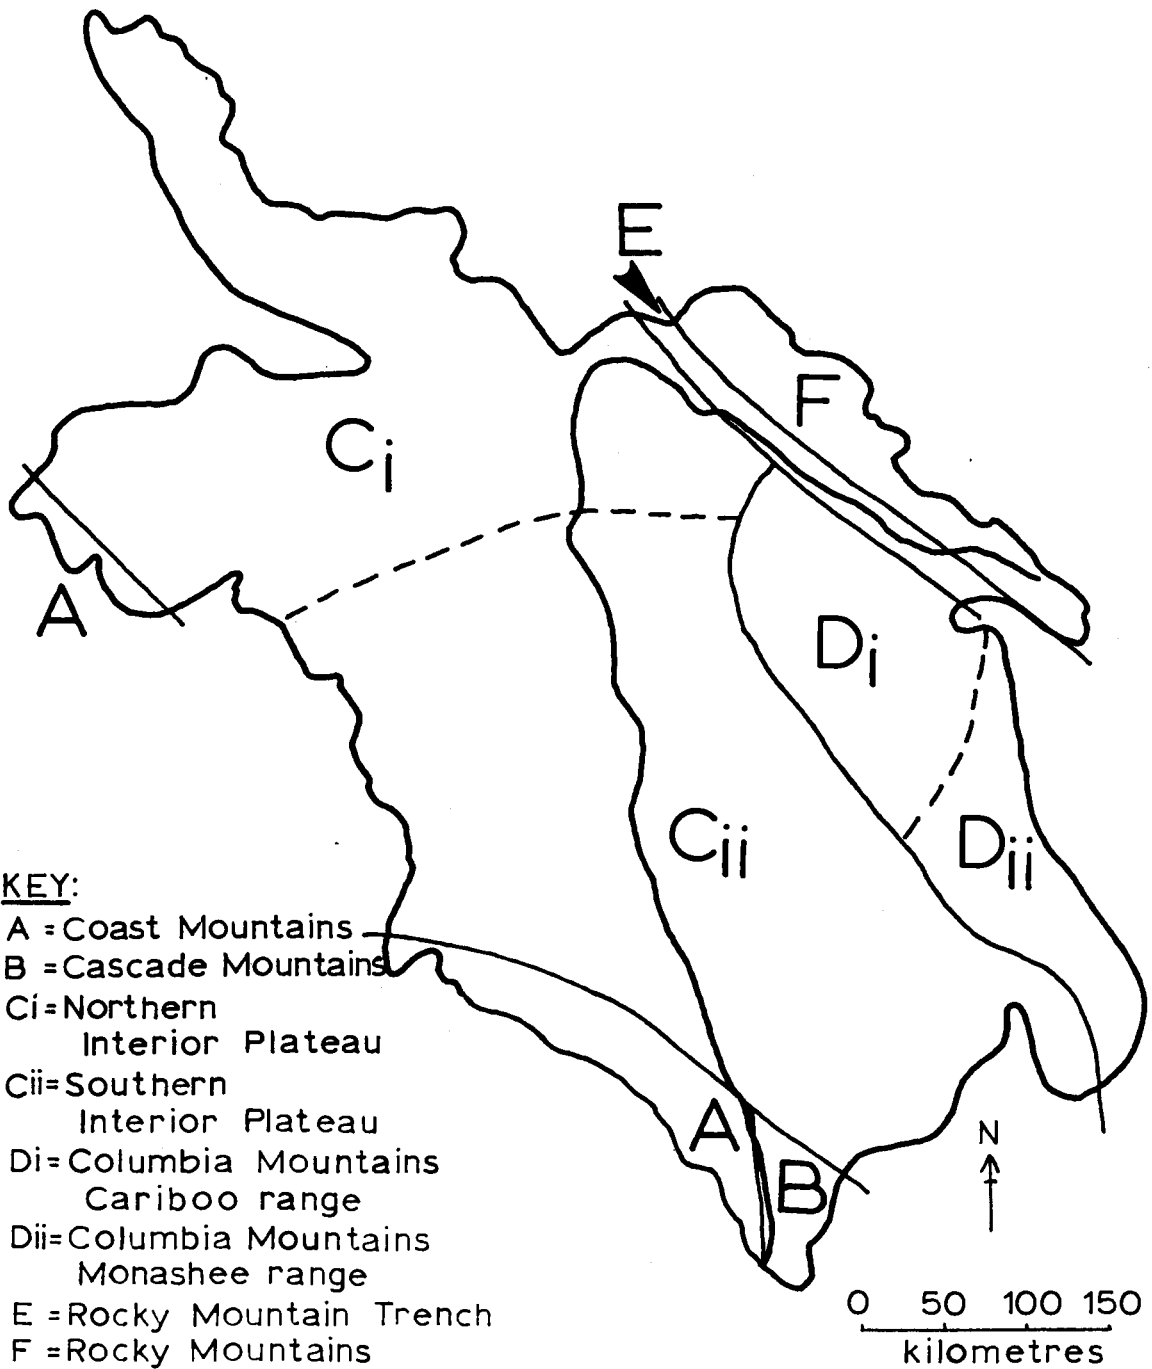 E
F
Ci
A
Di
Cii
Dii
KEY:
A = Coast Mountains
B = Cascade Mountains
Ci = Northern
Interior Plateau
Cii = Southern
Interior Plateau
A
N
B
Di = Columbia Mountains
Cariboo range
Dii = Columbia Mountains
Monashee range
E = Rocky Mountain Trench
F = Rocky Mountains
0 50 100 150
kilometres